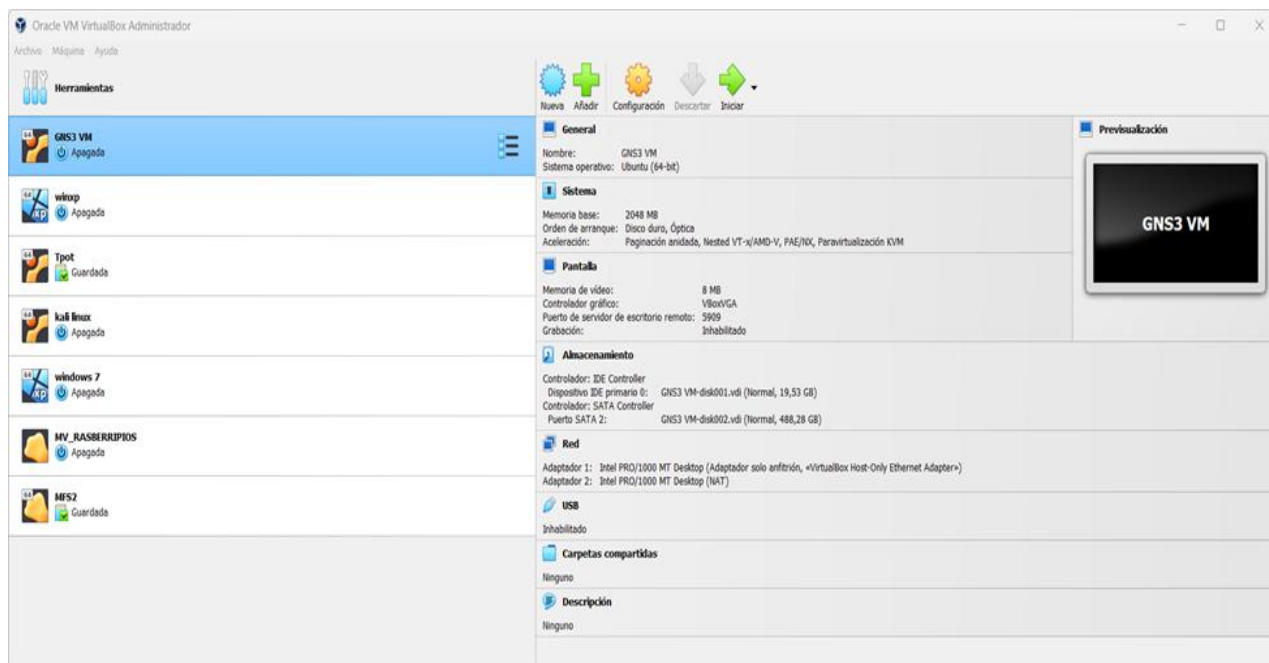 Oracle VM VirtualBox Administrador
Archivo Máquina Ayuda
Herramientas
GNS3 VM
Apagada
winxp
Apagada
Tpot
Guardada
kali linux
Apagada
windows 7
Apagada
MV_RASBERRIPIOS
Apagada
MFS2
Guardada
Nueva Añadir Configuración Descartar Iniciar
General
Nombre: GNS3 VM
Sistema operativo: Ubuntu (64-bit)
Sistema
Memoria base: 2048 MB
Orden de arranque: Disco duro, Óptica
Aceleración: Paginación anidada, Nested VT-x/AMD-V, PAE/NX, Paravirtualización KVM
Pantalla
Memoria de vídeo: 8 MB
Controlador gráfico: VBoxVGA
Puerto de servidor de escritorio remoto: 5909
Grabación: Inhabilitado
Almacenamiento
Controlador: IDE Controller
Dispositivo IDE primario 0: GNS3 VM-disk001.vdi (Normal, 19,53 GB)
Controlador: SATA Controller
Puerto SATA 2: GNS3 VM-disk002.vdi (Normal, 488,28 GB)
Red
Adaptador 1: Intel PRO/1000 MT Desktop (Adaptador solo anfitrión, «VirtualBox Host-Only Ethernet Adapter»)
Adaptador 2: Intel PRO/1000 MT Desktop (NAT)
USB
Inhabilitado
Carpetas compartidas
Ninguno
Descripción
Ninguno
Previsualización
GNS3 VM